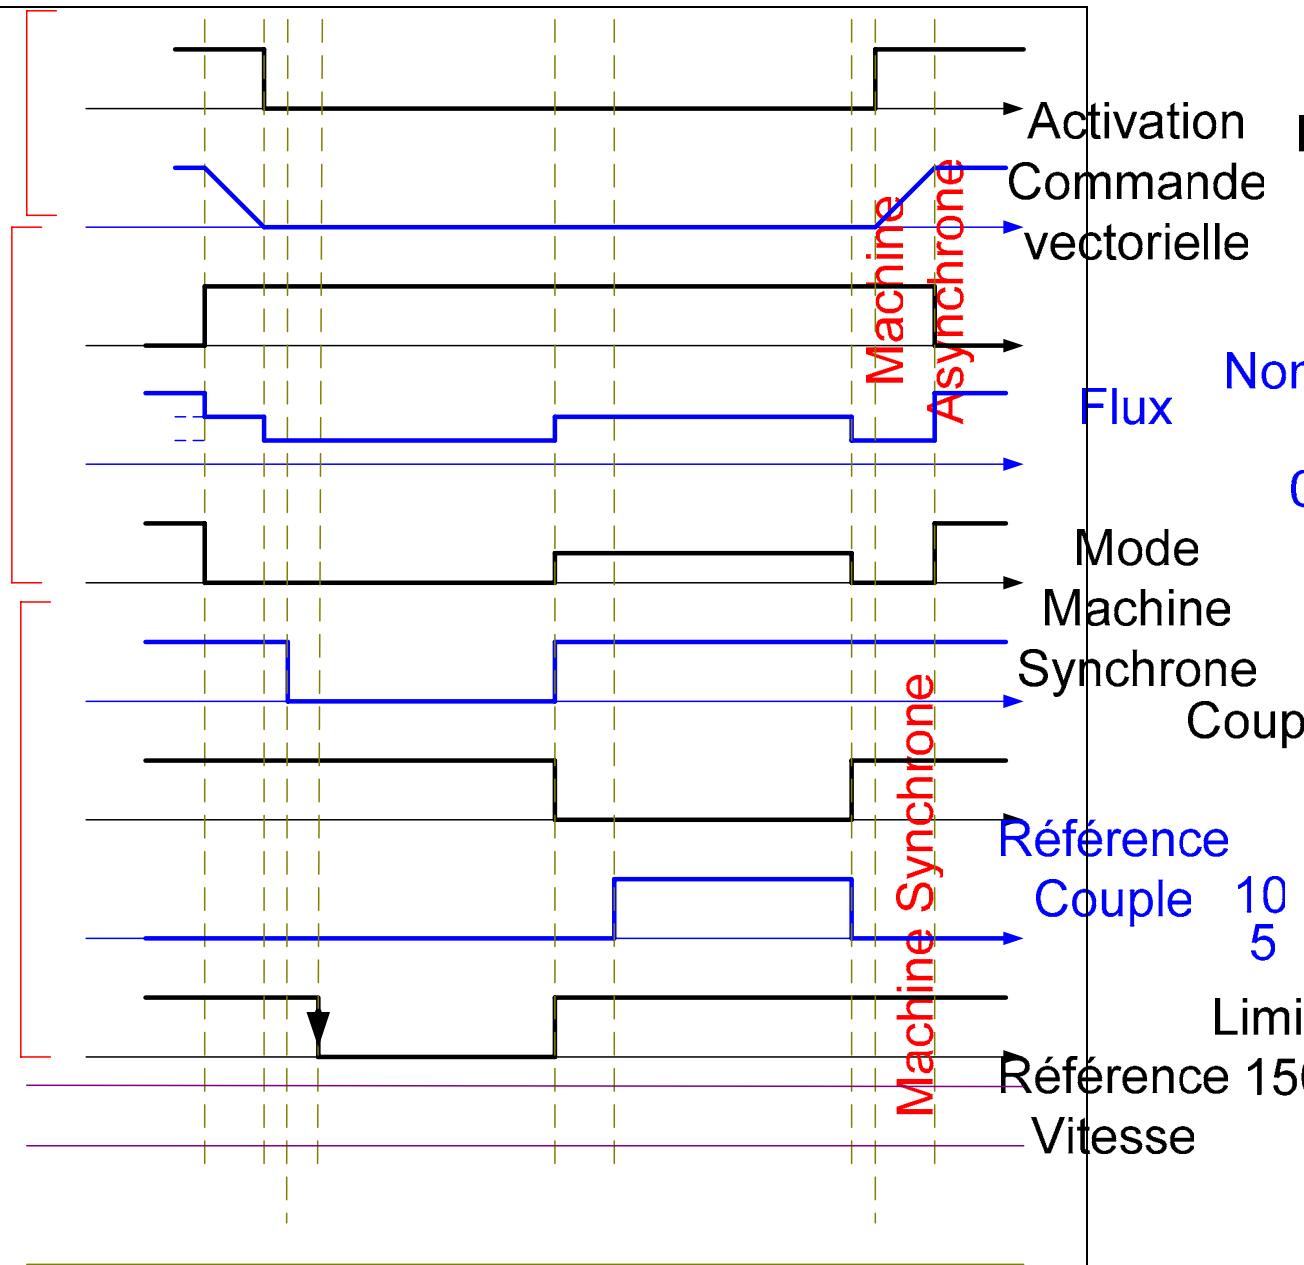 Activation
Commande
vectorielle
Machine
Asynchrone
Flux
Mode
Machine
Synchrone
Machine Synchrone
Référence
Couple
10
5
Référence
Vitesse